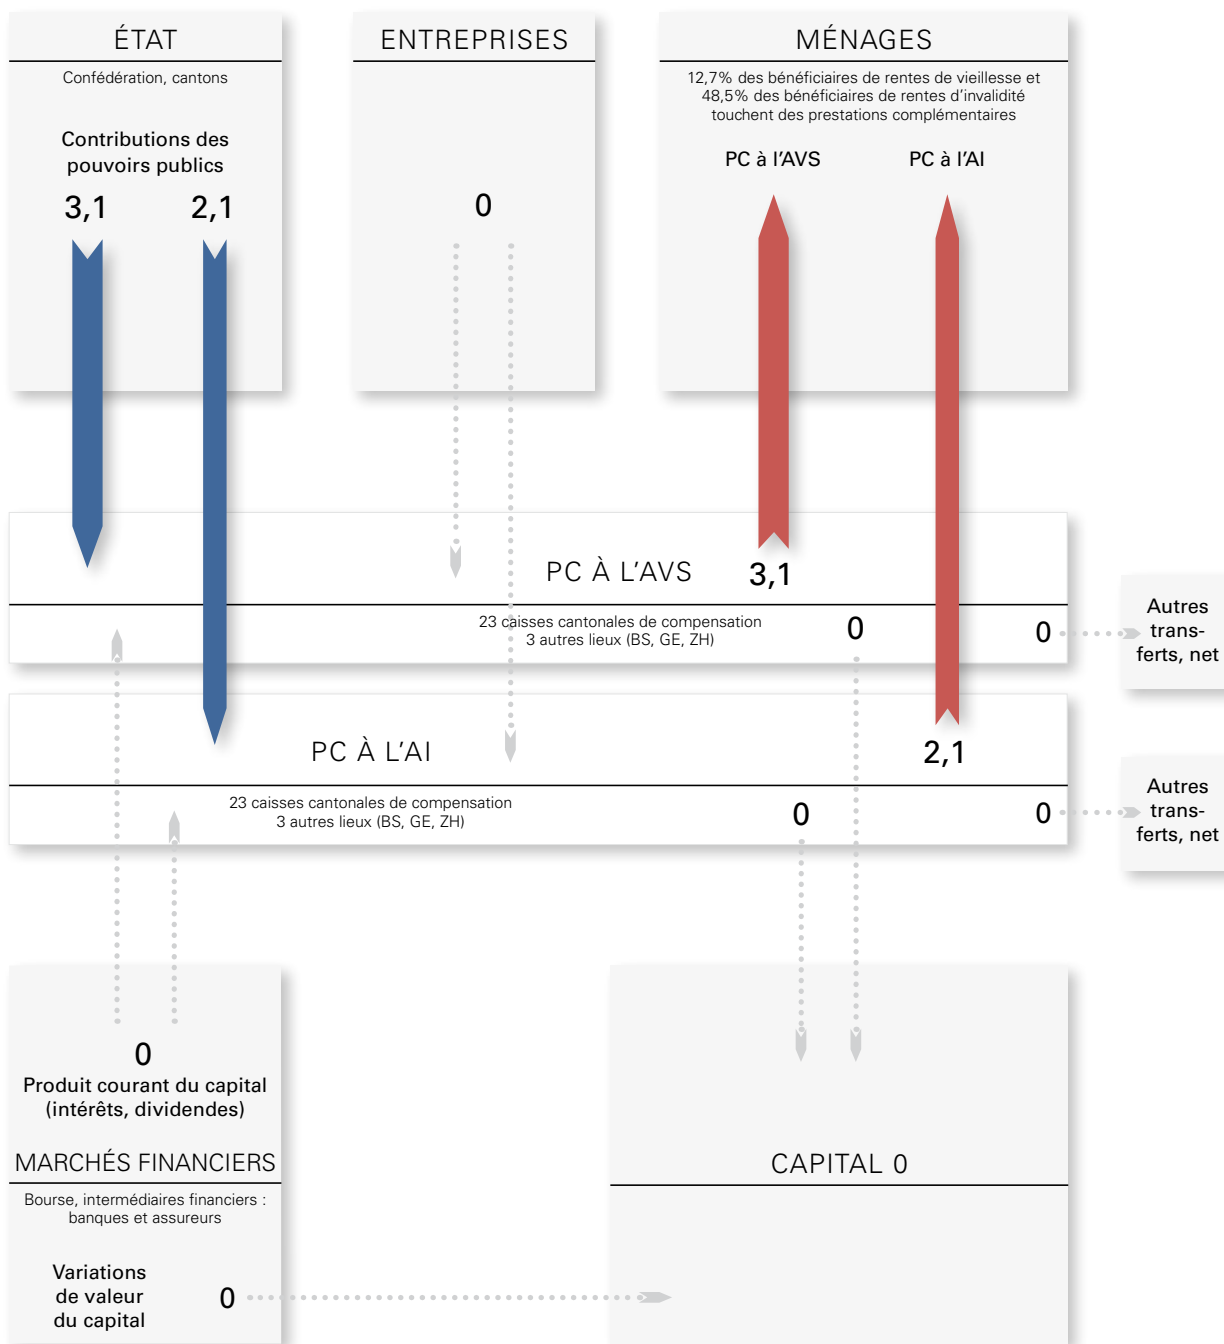 ÉTAT
Confédération, cantons
Contributions des
pouvoirs publics
3,1
2,1
ENTREPRISES
0
MÉNAGES
12,7% des bénéficiaires de rentes de vieillesse et
48,5% des bénéficiaires de rentes d’invalidité
touchent des prestations complémentaires
PC à l’AVS
PC à l’AI
PC À L’AVS
3,1
23 caisses cantonales de compensation
3 autres lieux (BS, GE, ZH)
0
0
Autres
trans-
ferts, net
PC À L’AI
2,1
23 caisses cantonales de compensation
3 autres lieux (BS, GE, ZH)
0
0
Autres
trans-
ferts, net
0
Produit courant du capital
(intérêts, dividendes)
MARCHÉS FINANCIERS
Bourse, intermédiaires financiers :
banques et assureurs
Variations
de valeur
du capital
0
CAPITAL 0